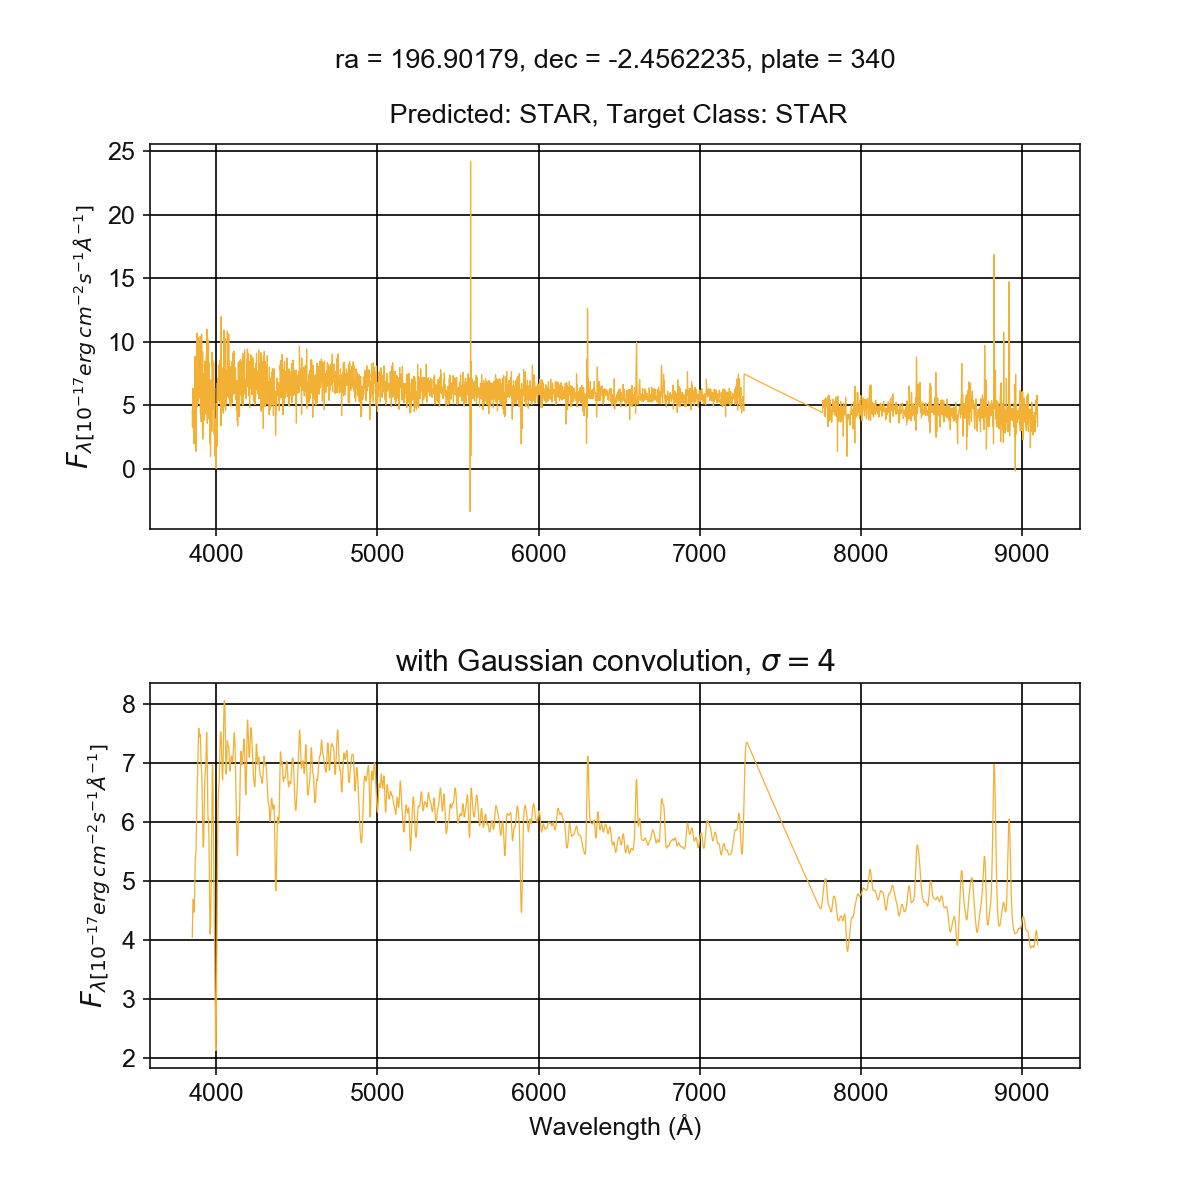 ra = 196.90179, dec = -2.4562235, plate = 340
Predicted: STAR, Target Class: STAR
25
20
15
10
5
0
F_λ[10⁻¹⁷erg cm⁻²s⁻¹Å⁻¹]
4000 5000 6000 7000 8000 9000
with Gaussian convolution, σ = 4
8
7
6
5
4
3
2
F_λ[10⁻¹⁷erg cm⁻²s⁻¹Å⁻¹]
4000 5000 6000 7000 8000 9000
Wavelength (Å)